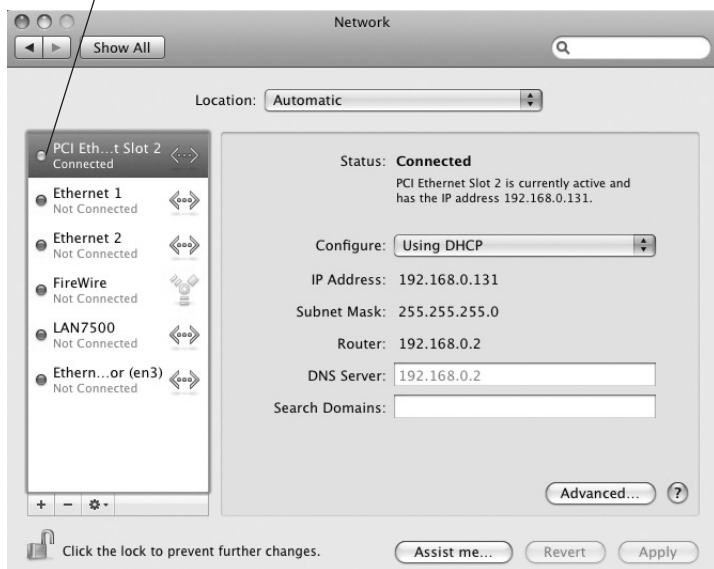 Network
Show All
Location: Automatic
PCI Eth...t Slot 2
Connected
Ethernet 1
Not Connected
Ethernet 2
Not Connected
FireWire
Not Connected
LAN7500
Not Connected
Ethern...or (en3)
Not Connected
Status: Connected
PCI Ethernet Slot 2 is currently active and
has the IP address 192.168.0.131.
Configure: Using DHCP
IP Address: 192.168.0.131
Subnet Mask: 255.255.255.0
Router: 192.168.0.2
DNS Server: 192.168.0.2
Search Domains:
Advanced... ?
+ −
Click the lock to prevent further changes.
Assist me... Revert Apply